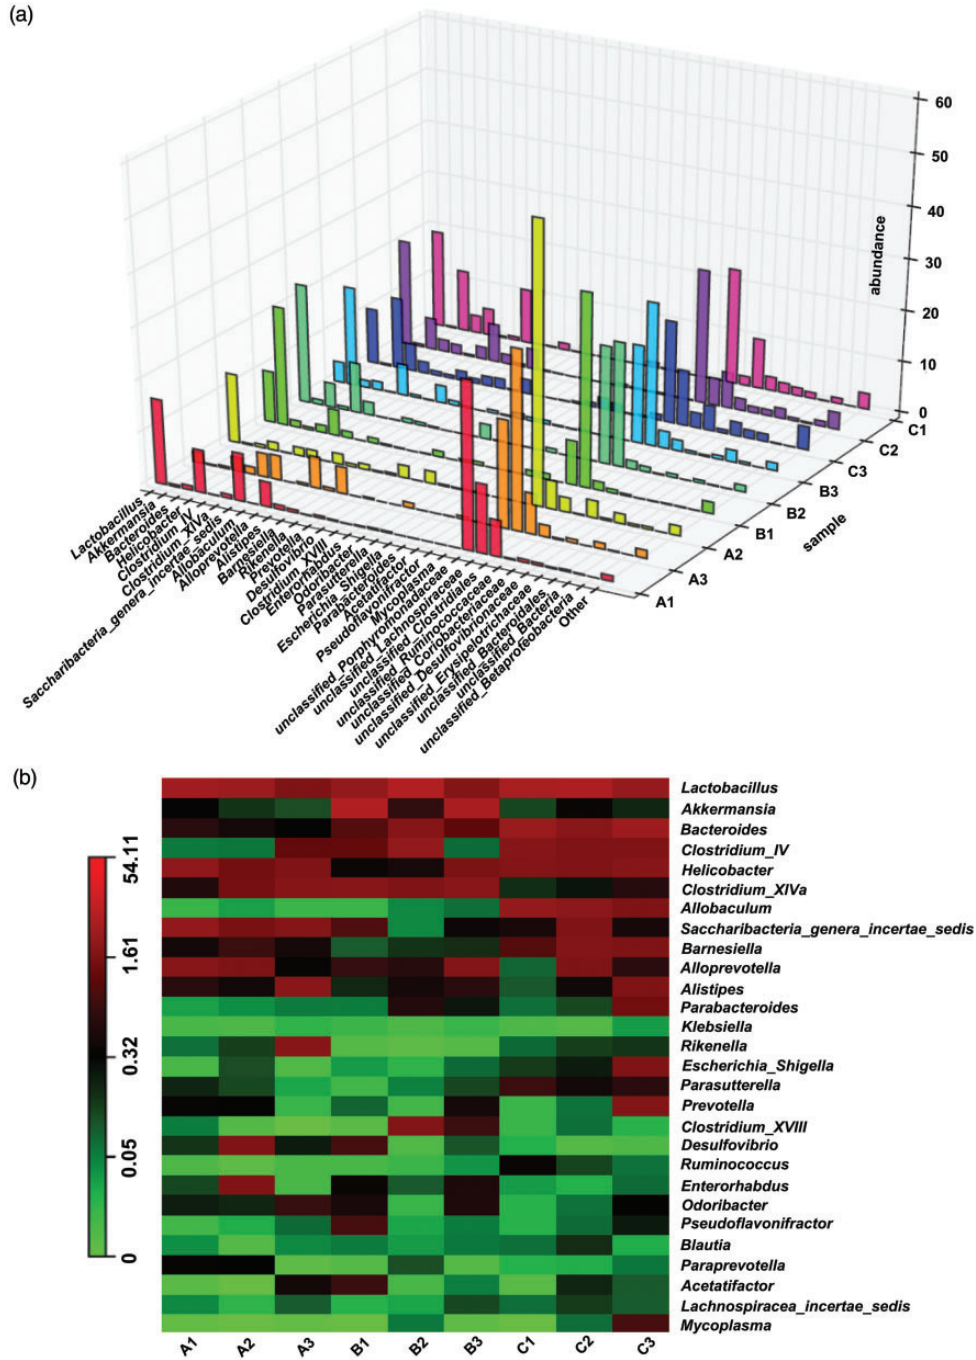 (a)
60
50
40
30
20
10
0
abundance
C1
C2
C3
B3
B2
B1
A2
A3
A1
sample
Lactobacillus
Akkermansia
Bacteroides
Helicobacter
Clostridium_IV
Clostridium_XIVa
Saccharibacteria_genera_incertae_sedis
Allobaculum
Alloprevotella
Alistipes
Barnesiella
Rikenella
Prevotella
Desulfovibrio
Clostridium_XVIII
Enterorhabdus
Odoribacter
Parasutterella
Escherichia_Shigella
Parabacteroides
Acetatifactor
Pseudoflavonifractor
Mycoplasma
unclassified_Porphyromonadaceae
unclassified_Lachnospiraceae
unclassified_Clostridiales
unclassified_Ruminococcaceae
unclassified_Coriobacteriaceae
unclassified_Desulfovibrionaceae
unclassified_Erysipelotrichaceae
unclassified_Bacteroidales
unclassified_Bacteria
unclassified_Betaproteobacteria
Other
(b)
54.11
1.61
0.32
0.05
0
Lactobacillus
Akkermansia
Bacteroides
Clostridium_IV
Helicobacter
Clostridium_XIVa
Allobaculum
Saccharibacteria_genera_incertae_sedis
Barnesiella
Alloprevotella
Alistipes
Parabacteroides
Klebsiella
Rikenella
Escherichia_Shigella
Parasutterella
Prevotella
Clostridium_XVIII
Desulfovibrio
Ruminococcus
Enterorhabdus
Odoribacter
Pseudoflavonifractor
Blautia
Paraprevotella
Acetatifactor
Lachnospiracea_incertae_sedis
Mycoplasma
A1 A2 A3 B1 B2 B3 C1 C2 C3